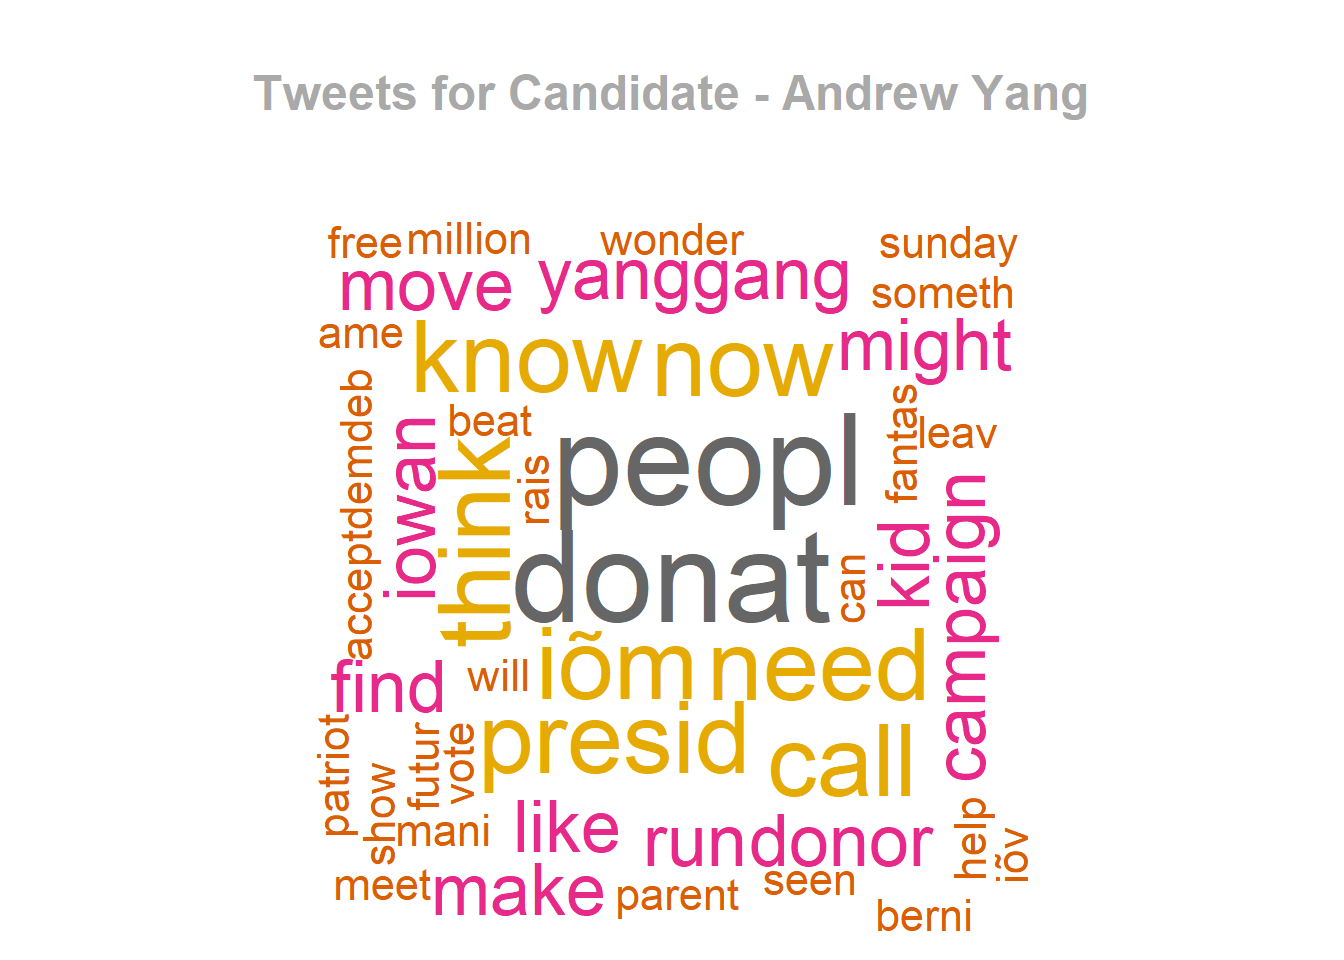 Tweets for Candidate - Andrew Yang
free million wonder sunday
move yanggang someth
ame know now might
acceptdemdeb iowan beat think rais peopl fantas leav
donat can kid campaign
find will iõm need
patriot show futur vote presid call
mani like run donor help iõv
meet make parent seen berni